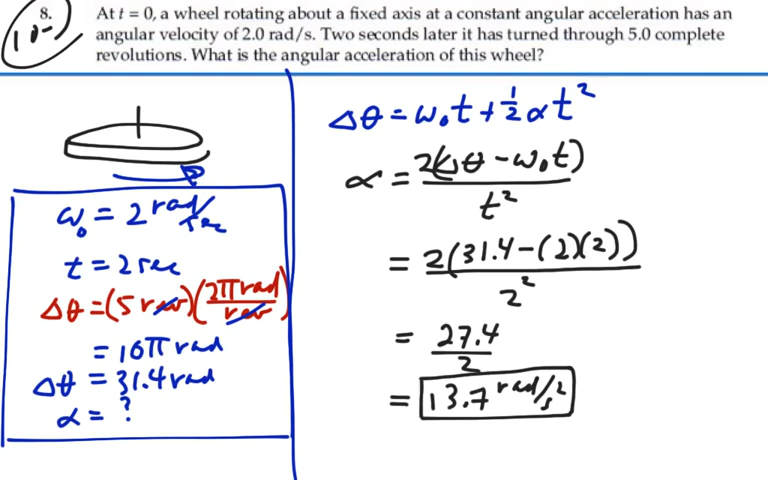 8. At t = 0, a wheel rotating about a fixed axis at a constant angular acceleration has an
angular velocity of 2.0 rad/s. Two seconds later it has turned through 5.0 complete
revolutions. What is the angular acceleration of this wheel?
ω₀ = 2 rad/sec
t = 2 sec
Δθ = (5 rev)(2π rad/rev)
= 10π rad
Δθ = 31.4 rad
α = ?
Δθ = ω₀t + ½αt²
α = 2(Δθ - ω₀t)/t²
= 2(31.4 - (2)(2))/2²
= 27.4/2
= 13.7 rad/s²